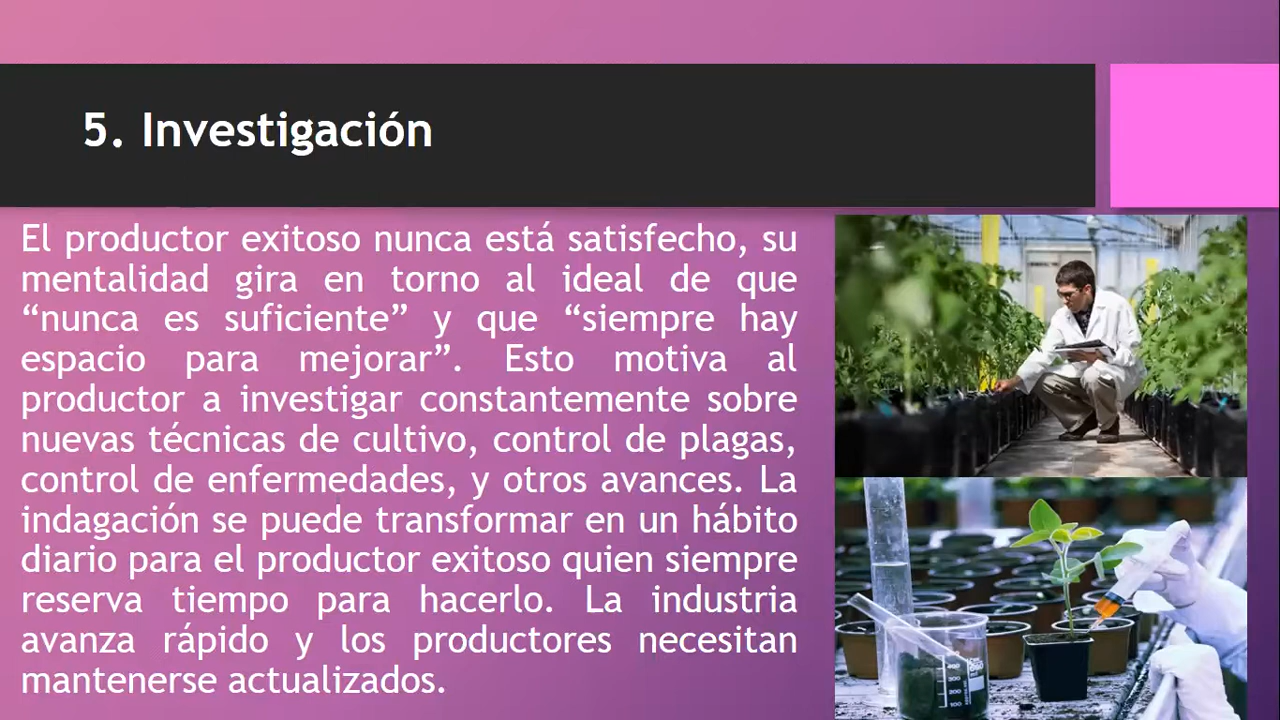 5. Investigación
El productor exitoso nunca está satisfecho, su
mentalidad gira en torno al ideal de que
“nunca es suficiente” y que “siempre hay
espacio para mejorar”. Esto motiva al
productor a investigar constantemente sobre
nuevas técnicas de cultivo, control de plagas,
control de enfermedades, y otros avances. La
indagación se puede transformar en un hábito
diario para el productor exitoso quien siempre
reserva tiempo para hacerlo. La industria
avanza rápido y los productores necesitan
mantenerse actualizados.